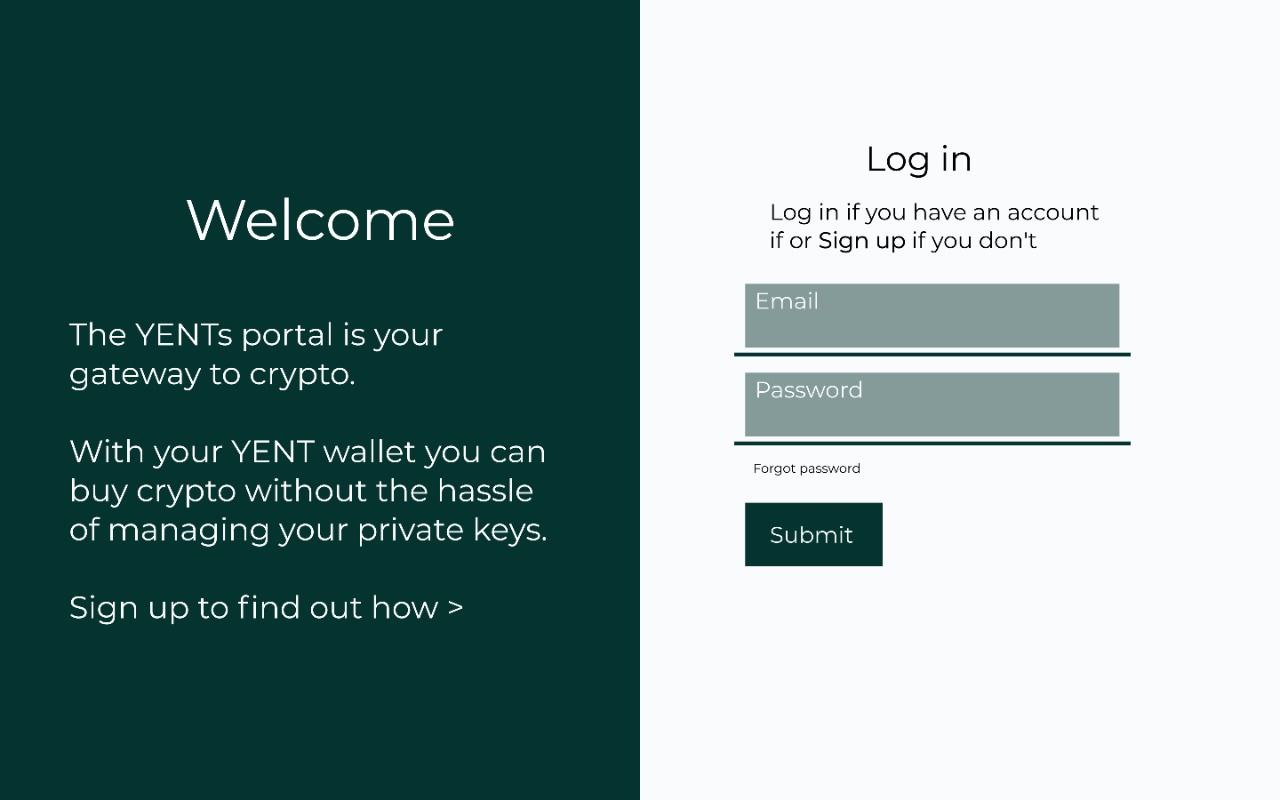 Welcome
The YENTs portal is your
gateway to crypto.
With your YENT wallet you can
buy crypto without the hassle
of managing your private keys.
Sign up to find out how >
Log in
Log in if you have an account
if or Sign up if you don't
Email
Password
Forgot password
Submit